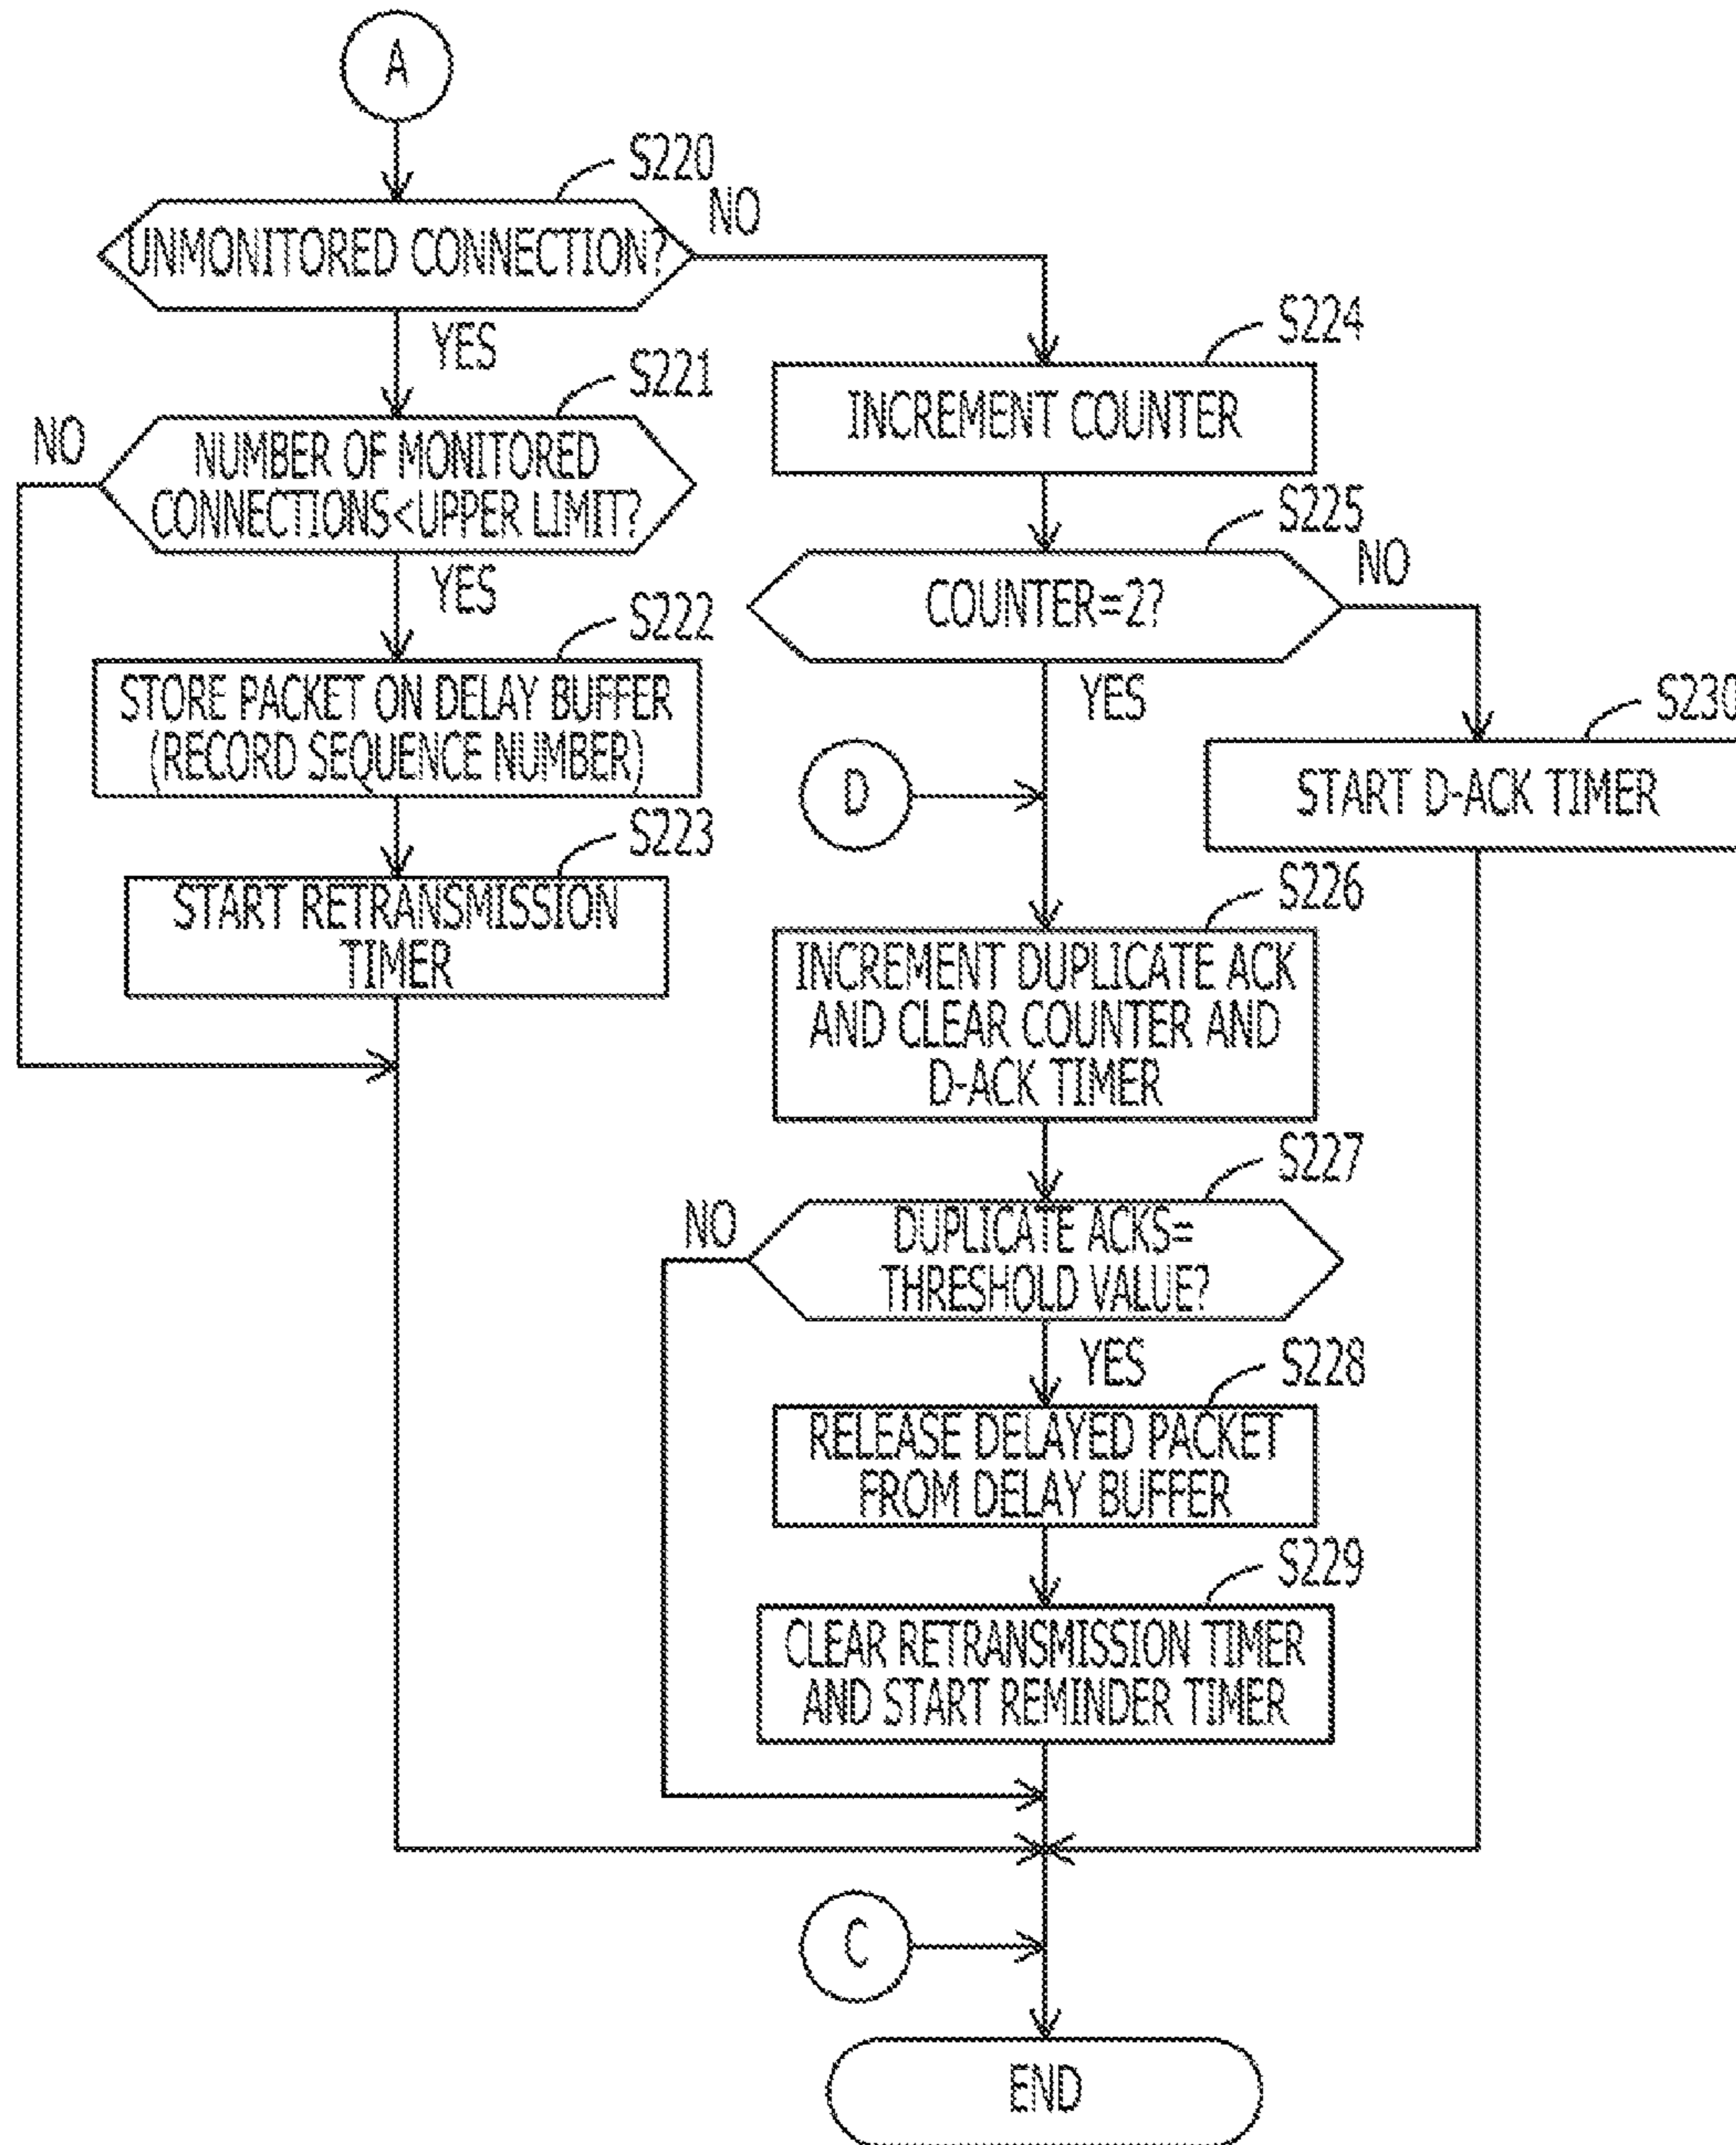 A
S220
NO
UNMONITORED CONNECTION?
YES
S221
NO
NUMBER OF MONITORED
CONNECTIONS<UPPER LIMIT?
YES
S222
STORE PACKET ON DELAY BUFFER
(RECORD SEQUENCE NUMBER)
S223
START RETRANSMISSION
TIMER
S224
INCREMENT COUNTER
S225
NO
COUNTER=2?
YES
S230
START D-ACK TIMER
D
S226
INCREMENT DUPLICATE ACK
AND CLEAR COUNTER AND
D-ACK TIMER
S227
NO
DUPLICATE ACKS=
THRESHOLD VALUE?
YES
S228
RELEASE DELAYED PACKET
FROM DELAY BUFFER
S229
CLEAR RETRANSMISSION TIMER
AND START REMINDER TIMER
C
END